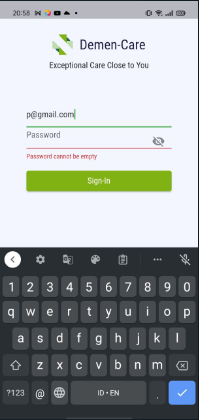 20:58
Demen-Care
Exceptional Care Close to You
p@gmail.com
Password
Password cannot be empty
Sign-In
1 2 3 4 5 6 7 8 9 0
q w e r t y u i o p
a s d f g h j k l
z x c v b n m
?123 @ ID • EN .